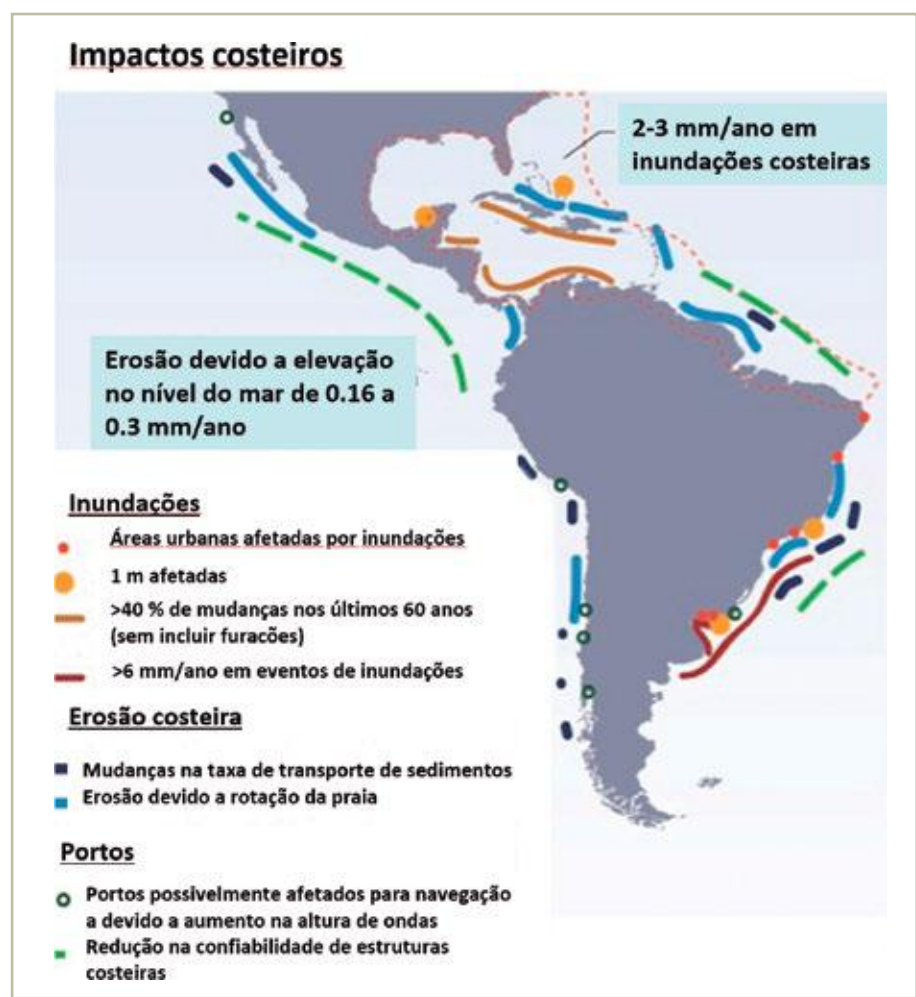 Impactos costeiros
2-3 mm/ano em
inundações costeiras
Erosão devido a elevação
no nível do mar de 0.16 a
0.3 mm/ano
Inundações
Áreas urbanas afetadas por inundações
1 m afetadas
>40 % de mudanças nos últimos 60 anos
(sem incluir furacões)
>6 mm/ano em eventos de inundações
Erosão costeira
Mudanças na taxa de transporte de sedimentos
Erosão devido a rotação da praia
Portos
Portos possivelmente afetados para navegação
a devido a aumento na altura de ondas
Redução na confiabilidade de estruturas
costeiras